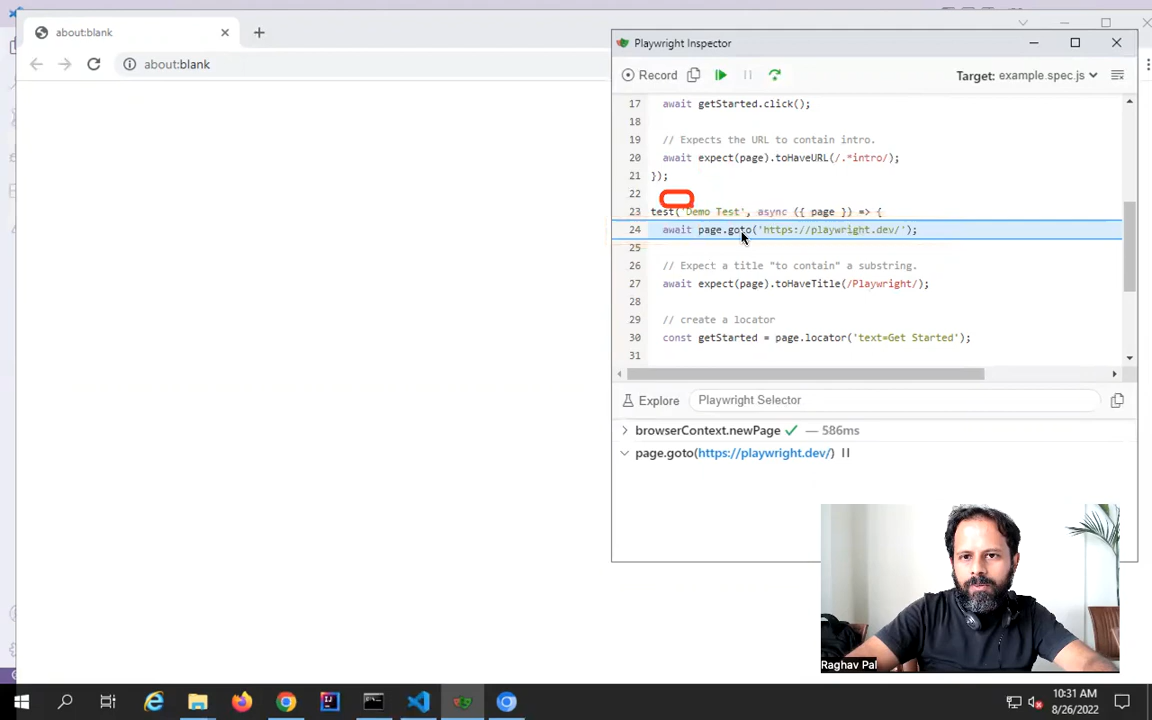 about:blank
about:blank
Playwright Inspector
Record
Target: example.spec.js
17 await getStarted.click();
18
19 // Expects the URL to contain intro.
20 await expect(page).toHaveURL(/.*intro/);
21 });
22
23 test('Demo Test', async ({ page }) => {
24 await page.goto('https://playwright.dev/');
25
26 // Expect a title "to contain" a substring.
27 await expect(page).toHaveTitle(/Playwright/);
28
29 // create a locator
30 const getStarted = page.locator('text=Get Started');
31
Explore Playwright Selector
browserContext.newPage ✓ — 586ms
page.goto(https://playwright.dev/)
Raghav Pal
10:31 AM
8/26/2022